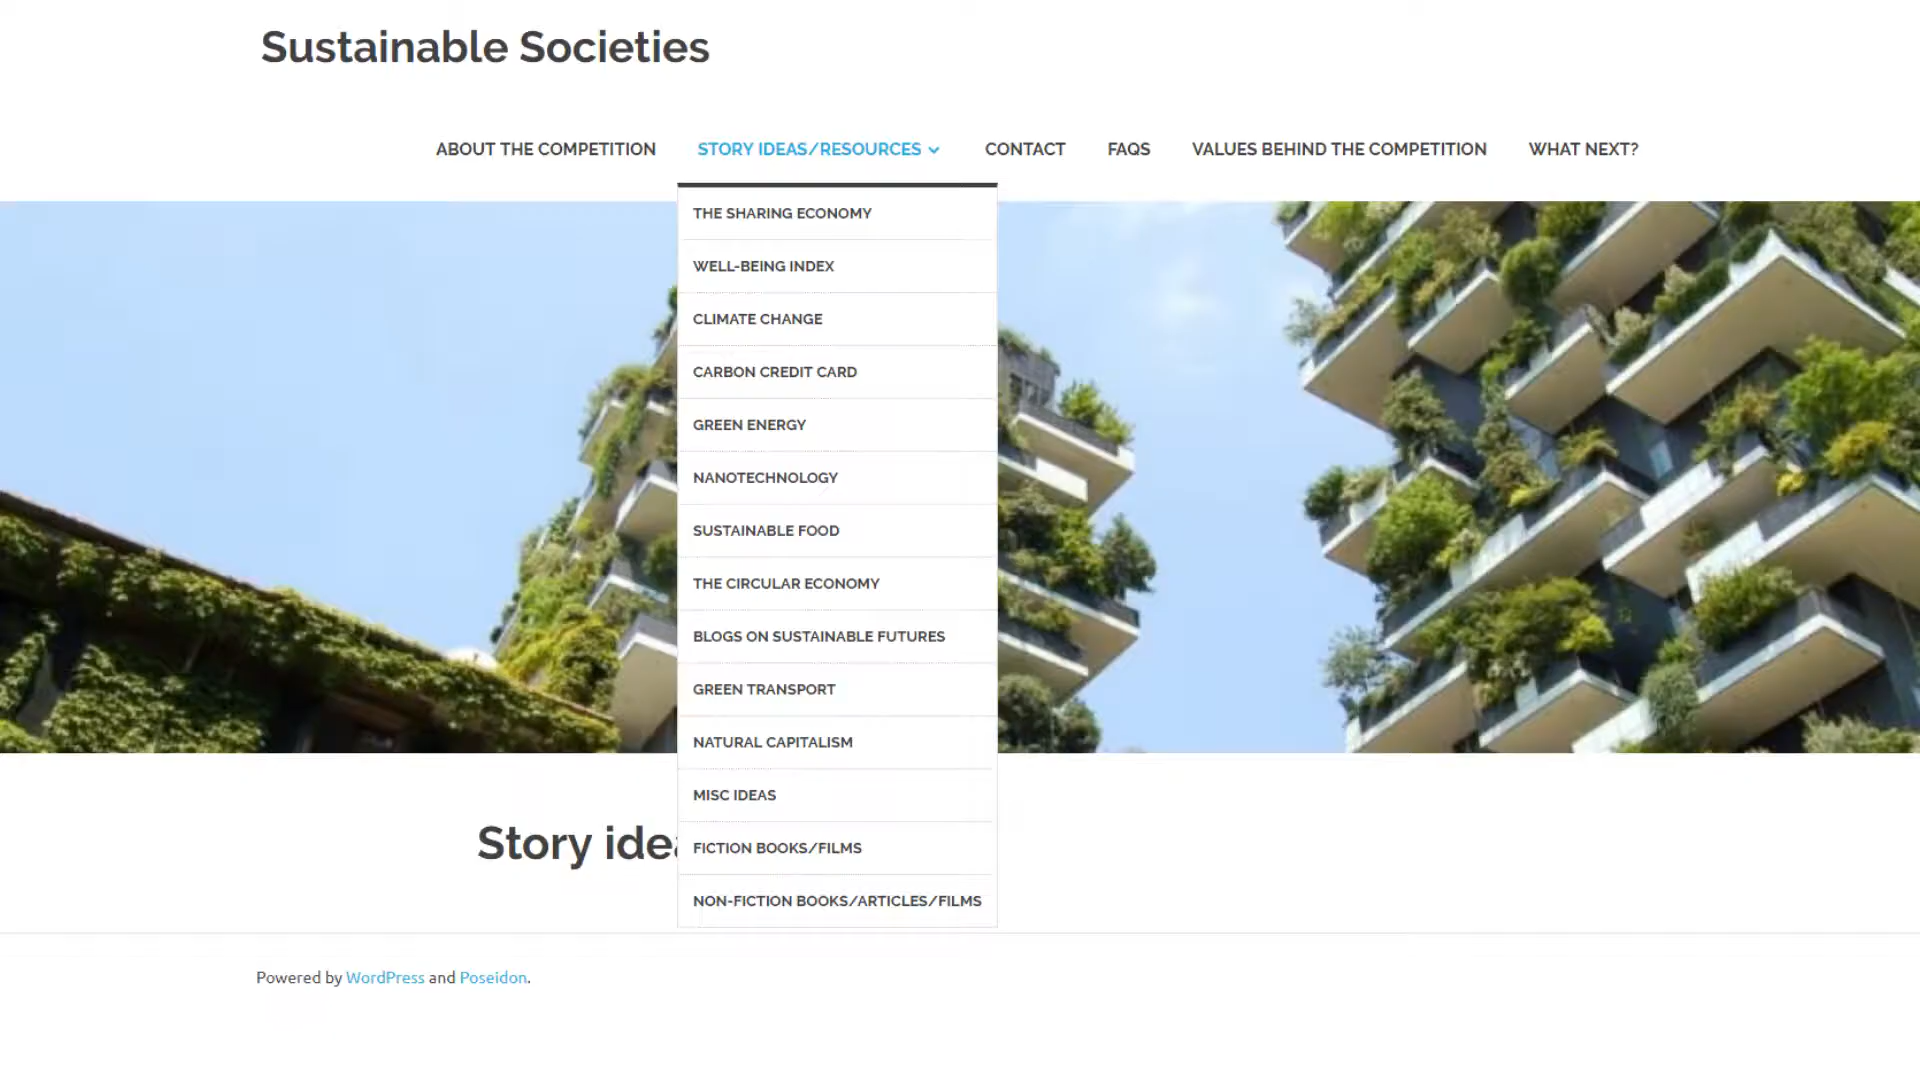 Sustainable Societies
ABOUT THE COMPETITION STORY IDEAS/RESOURCES CONTACT FAQS VALUES BEHIND THE COMPETITION WHAT NEXT?
THE SHARING ECONOMY
WELL-BEING INDEX
CLIMATE CHANGE
CARBON CREDIT CARD
GREEN ENERGY
NANOTECHNOLOGY
SUSTAINABLE FOOD
THE CIRCULAR ECONOMY
BLOGS ON SUSTAINABLE FUTURES
GREEN TRANSPORT
NATURAL CAPITALISM
MISC IDEAS
Story
FICTION BOOKS/FILMS
NON-FICTION BOOKS/ARTICLES/FILMS
Powered by WordPress and Poseidon.